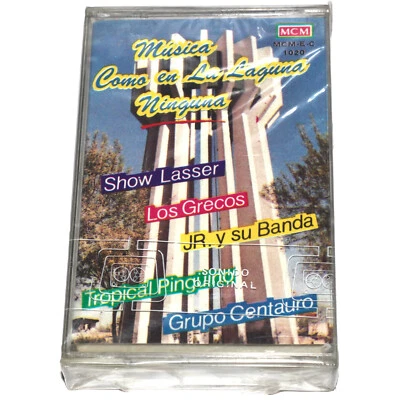 Música
Como en La Laguna
Ninguna
MCM
MCM-E-C
1020
Show Lasser
Los Grecos
JR. y su Banda
Tropical Pingüino
Grupo Centauro
SONIDO
ORIGINAL